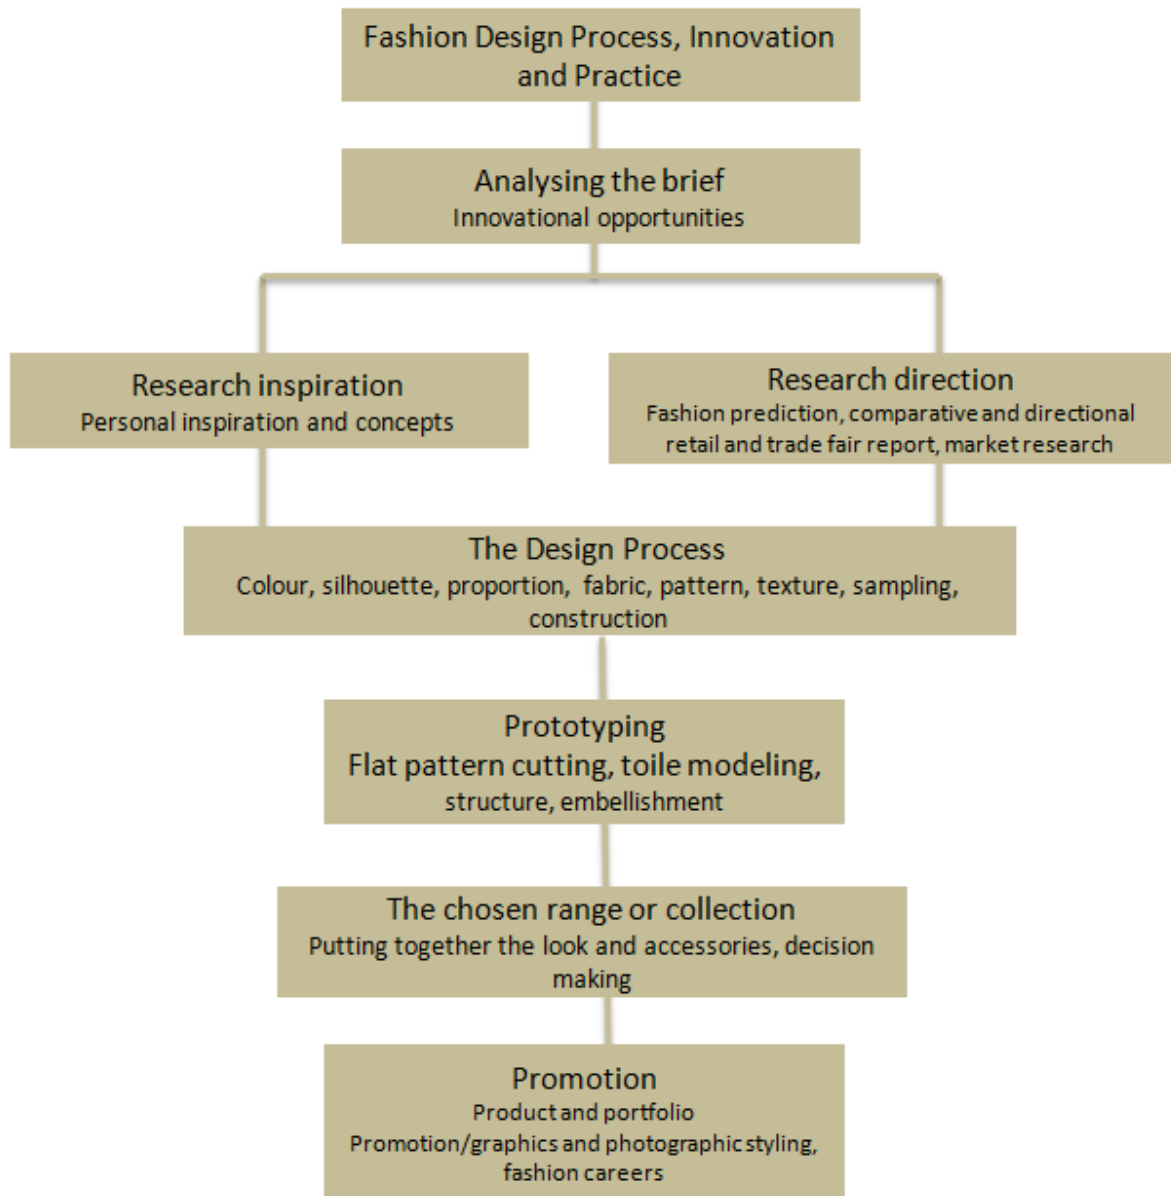 Fashion Design Process, Innovation
and Practice
Analysing the brief
Innovational opportunities
Research inspiration
Personal inspiration and concepts
Research direction
Fashion prediction, comparative and directional
retail and trade fair report, market research
The Design Process
Colour, silhouette, proportion, fabric, pattern, texture, sampling,
construction
Prototyping
Flat pattern cutting, toile modeling,
structure, embellishment
The chosen range or collection
Putting together the look and accessories, decision
making
Promotion
Product and portfolio
Promotion/graphics and photographic styling,
fashion careers